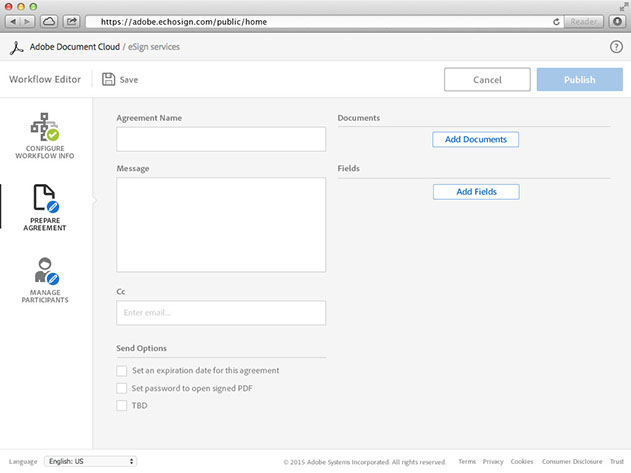 https://adobe.echosign.com/public/home
Reader
Adobe Document Cloud / eSign services
?
Workflow Editor
Save
Cancel
Publish
CONFIGURE
WORKFLOW INFO
PREPARE
AGREEMENT
MANAGE
PARTICIPANTS
Agreement Name
Message
Cc
Enter email...
Send Options
Set an expiration date for this agreement
Set password to open signed PDF
TBD
Documents
Add Documents
Fields
Add Fields
Language
English: US
© 2015 Adobe Systems Incorporated. All rights reserved.
Terms Privacy Cookies Consumer Disclosure Trust